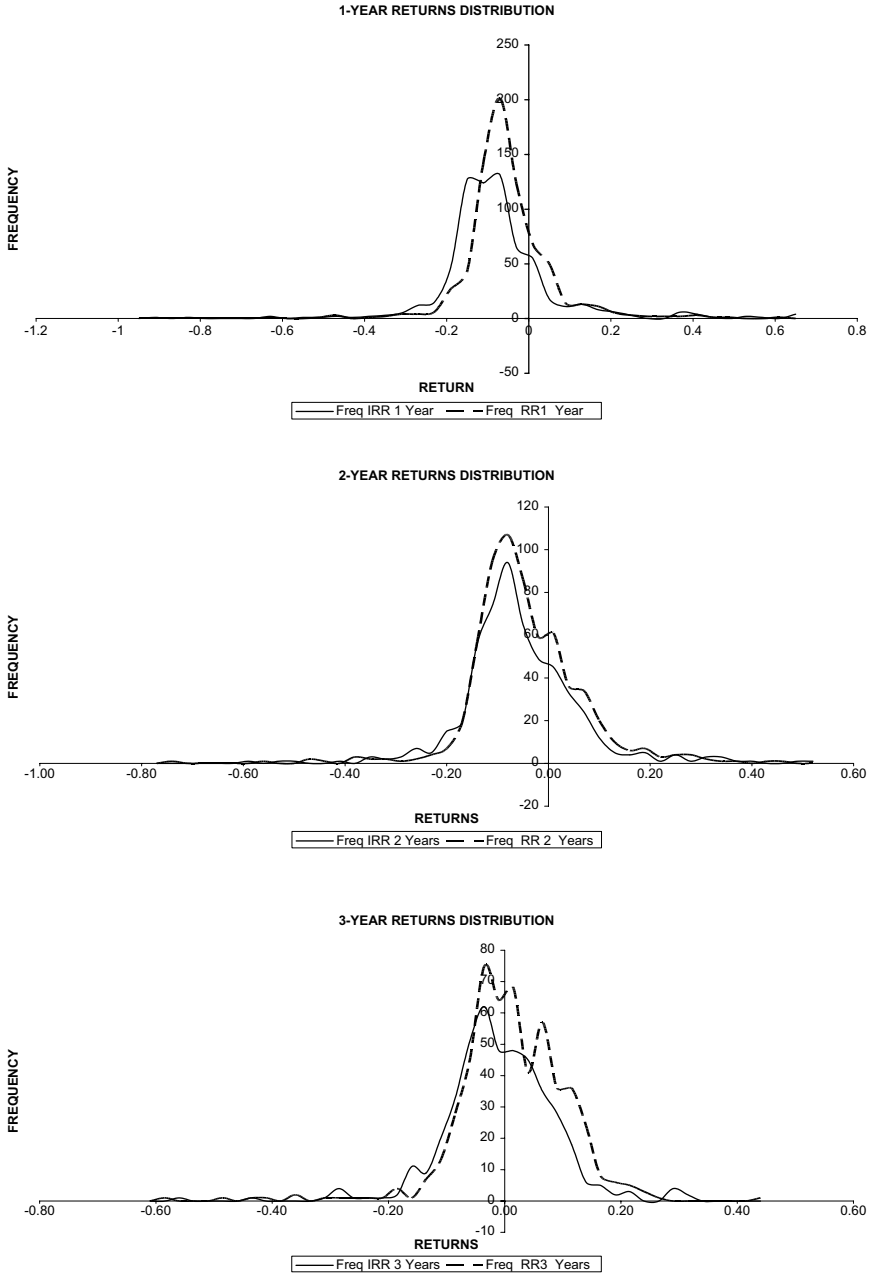 1-YEAR RETURNS DISTRIBUTION
250
200
150
100
50
0
-50
-1.2 -1 -0.8 -0.6 -0.4 -0.2 0 0.2 0.4 0.6 0.8
FREQUENCY
RETURN
Freq IRR 1 Year Freq RR1 Year
2-YEAR RETURNS DISTRIBUTION
120
100
80
60
40
20
0
-20
-1.00 -0.80 -0.60 -0.40 -0.20 0.00 0.20 0.40 0.60
FREQUENCY
RETURNS
Freq IRR 2 Years Freq RR 2 Years
3-YEAR RETURNS DISTRIBUTION
80
70
60
50
40
30
20
10
0
-10
-0.80 -0.60 -0.40 -0.20 0.00 0.20 0.40 0.60
FREQUENCY
RETURNS
Freq IRR 3 Years Freq RR3 Years